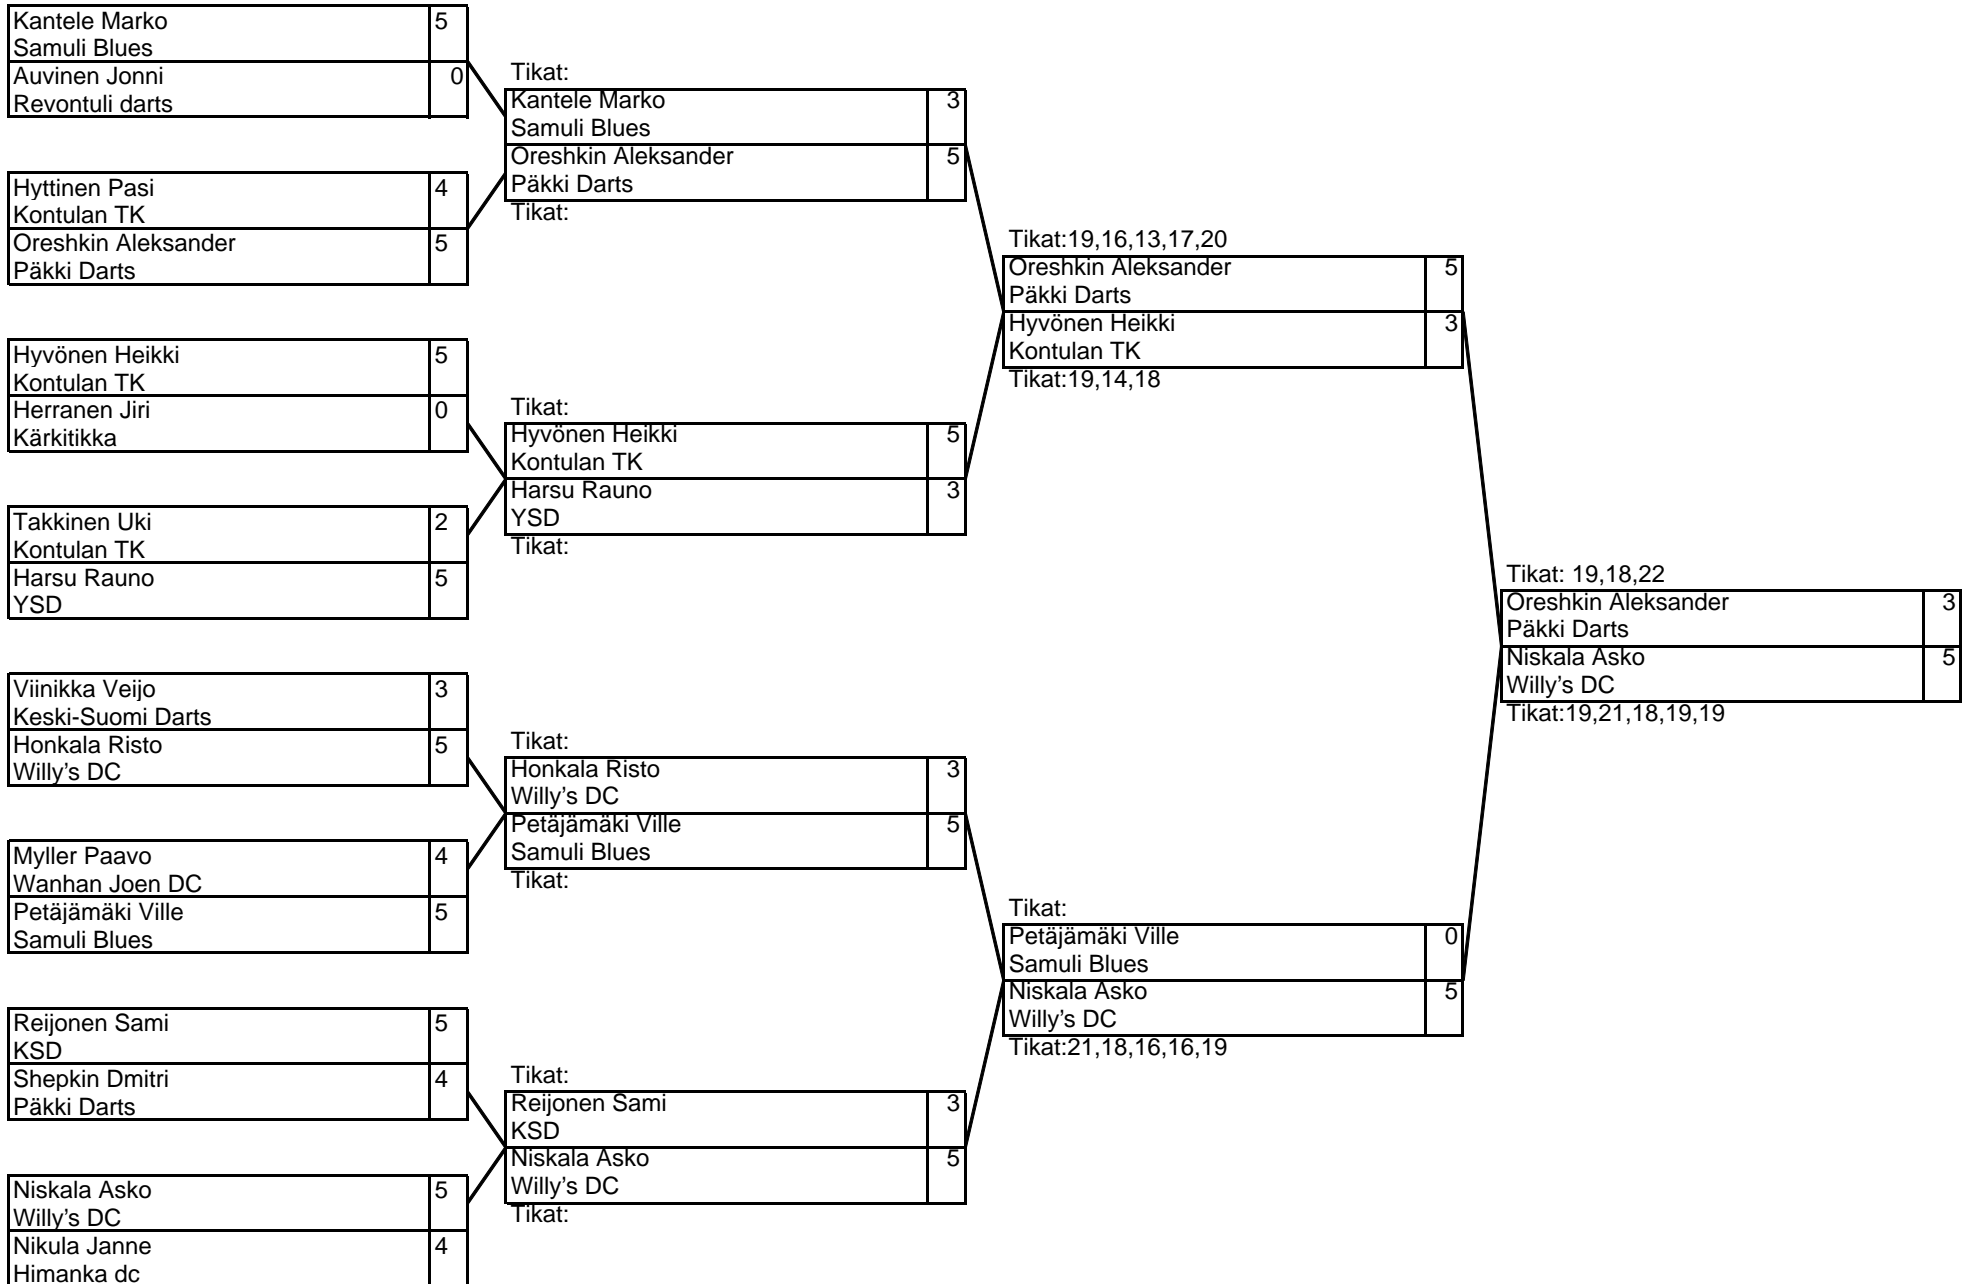 Kantele Marko 5
Samuli Blues
Auvinen Jonni 0
Revontuli darts
Hyttinen Pasi 4
Kontulan TK
Oreshkin Aleksander 5
Päkki Darts
Hyvönen Heikki 5
Kontulan TK
Herranen Jiri 0
Kärkitikka
Takkinen Uki 2
Kontulan TK
Harsu Rauno 5
YSD
Viinikka Veijo 3
Keski-Suomi Darts
Honkala Risto 5
Willy's DC
Myller Paavo 4
Wanhan Joen DC
Petäjämäki Ville 5
Samuli Blues
Reijonen Sami 5
KSD
Shepkin Dmitri 4
Päkki Darts
Niskala Asko 5
Willy's DC
Nikula Janne 4
Himanka dc
Tikat:
Kantele Marko 3
Samuli Blues
Oreshkin Aleksander 5
Päkki Darts
Tikat:
Tikat:
Hyvönen Heikki 5
Kontulan TK
Harsu Rauno 3
YSD
Tikat:
Tikat:
Honkala Risto 3
Willy's DC
Petäjämäki Ville 5
Samuli Blues
Tikat:
Tikat:
Reijonen Sami 3
KSD
Niskala Asko 5
Willy's DC
Tikat:
Tikat:19,16,13,17,20
Oreshkin Aleksander 5
Päkki Darts
Hyvönen Heikki 3
Kontulan TK
Tikat:19,14,18
Tikat:
Petäjämäki Ville 0
Samuli Blues
Niskala Asko 5
Willy's DC
Tikat:21,18,16,16,19
Tikat: 19,18,22
Oreshkin Aleksander 3
Päkki Darts
Niskala Asko 5
Willy's DC
Tikat:19,21,18,19,19